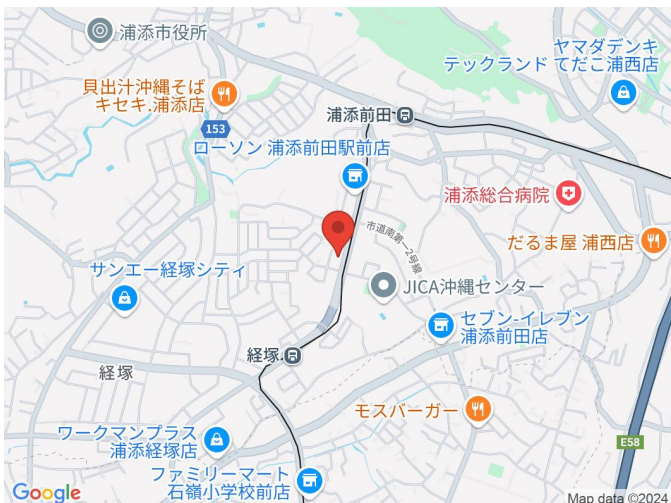 浦添市役所
ヤマダデンキ
テックランド てだこ浦西店
貝出汁沖縄そば
キセキ.浦添店
浦添前田
153
ローソン 浦添前田駅前店
浦添総合病院
市道南第一2号線
だるま屋 浦西店
サンエー経塚シティ
JICA沖縄センター
セブン-イレブン
浦添前田店
経塚
経塚
モスバーガー
ワークマンプラス
浦添経塚店
E58
ファミリーマート
石嶺小学校前店
Google
Map data ©2024